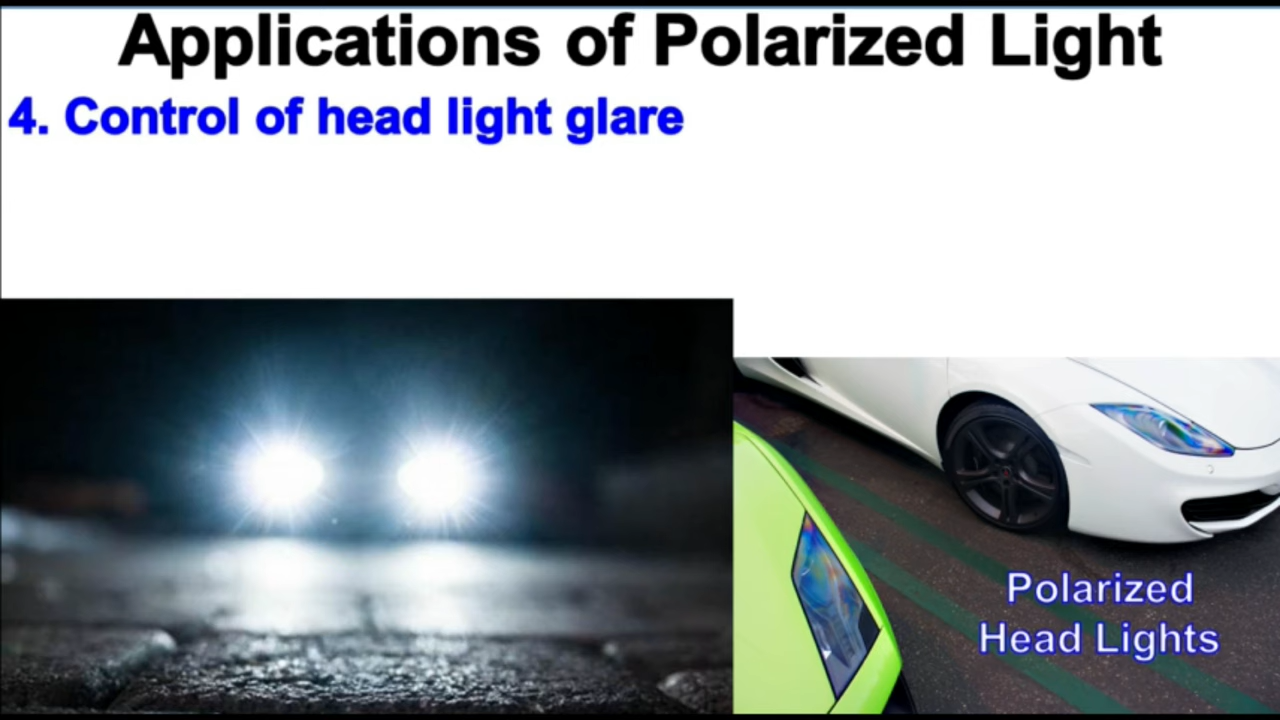 Applications of Polarized Light
4. Control of head light glare
Polarized
Head Lights